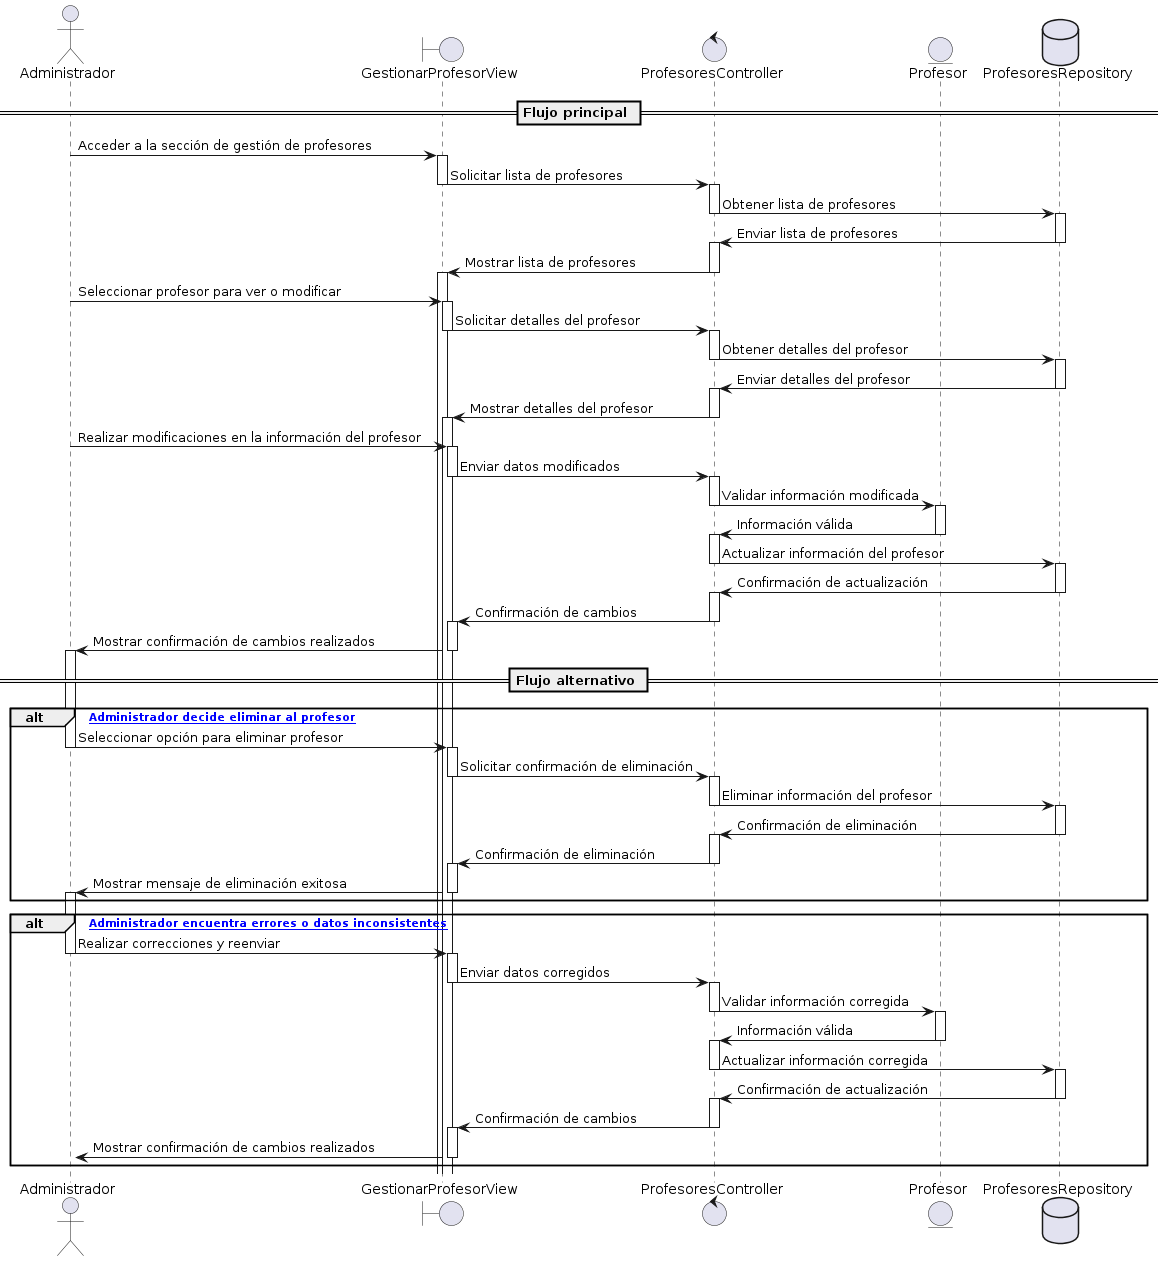 Administrador
GestionarProfesorView
ProfesoresController
Profesor
ProfesoresRepository
Flujo principal
Acceder a la sección de gestión de profesores
Solicitar lista de profesores
Obtener lista de profesores
Enviar lista de profesores
Mostrar lista de profesores
Seleccionar profesor para ver o modificar
Solicitar detalles del profesor
Obtener detalles del profesor
Enviar detalles del profesor
Mostrar detalles del profesor
Realizar modificaciones en la información del profesor
Enviar datos modificados
Validar información modificada
Información válida
Actualizar información del profesor
Confirmación de actualización
Confirmación de cambios
Mostrar confirmación de cambios realizados
Flujo alternativo
alt Administrador decide eliminar al profesor
Seleccionar opción para eliminar profesor
Solicitar confirmación de eliminación
Eliminar información del profesor
Confirmación de eliminación
Confirmación de eliminación
Mostrar mensaje de eliminación exitosa
alt Administrador encuentra errores o datos inconsistentes
Realizar correcciones y reenviar
Enviar datos corregidos
Validar información corregida
Información válida
Actualizar información corregida
Confirmación de actualización
Confirmación de cambios
Mostrar confirmación de cambios realizados
Administrador
GestionarProfesorView
ProfesoresController
Profesor
ProfesoresRepository